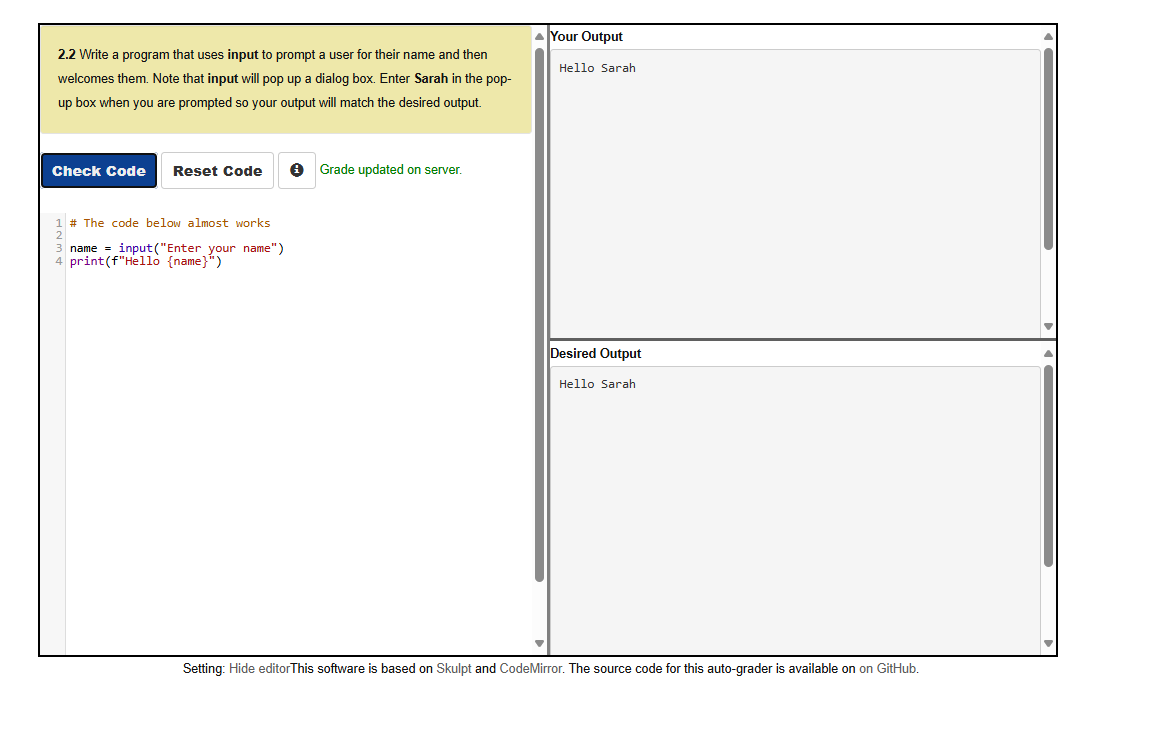 2.2 Write a program that uses input to prompt a user for their name and then
welcomes them. Note that input will pop up a dialog box. Enter Sarah in the pop-
up box when you are prompted so your output will match the desired output.
Check Code Reset Code Grade updated on server.
1 # The code below almost works
2
3 name = input("Enter your name")
4 print(f"Hello {name}")
Your Output
Hello Sarah
Desired Output
Hello Sarah
Setting: Hide editorThis software is based on Skulpt and CodeMirror. The source code for this auto-grader is available on on GitHub.